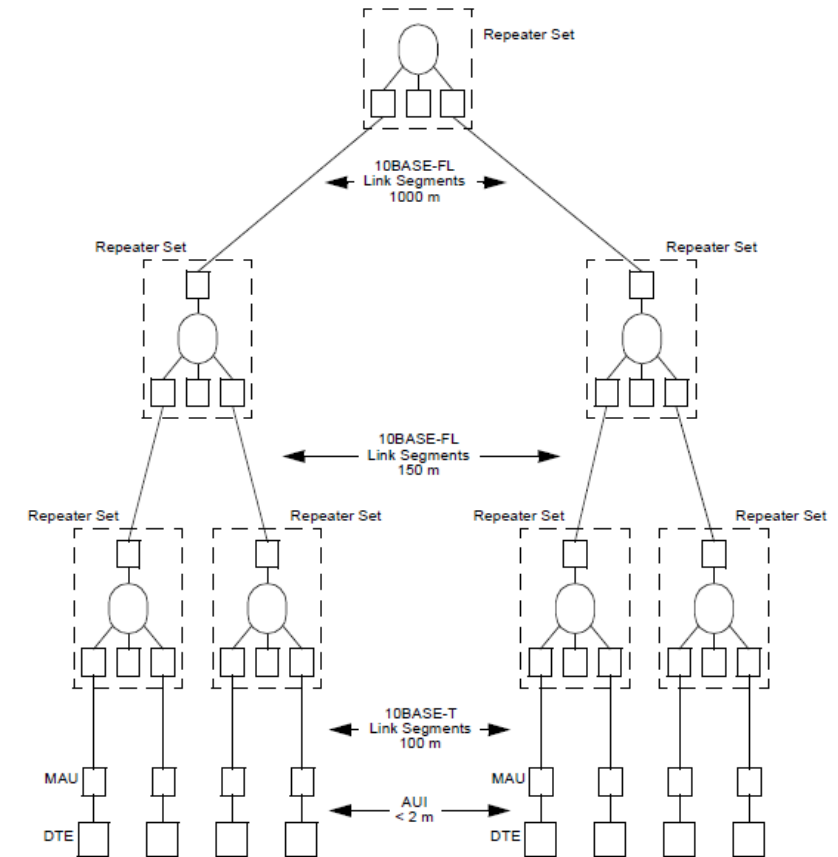 Repeater Set
10BASE-FL
Link Segments
1000 m
Repeater Set
Repeater Set
10BASE-FL
Link Segments
150 m
Repeater Set
Repeater Set
Repeater Set
Repeater Set
10BASE-T
Link Segments
100 m
MAU
MAU
AUI
< 2 m
DTE
DTE